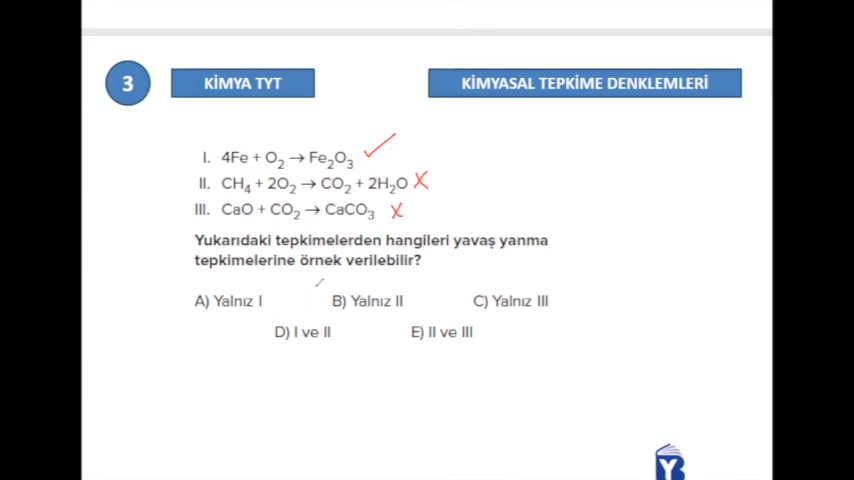 3
KİMYA TYT
KİMYASAL TEPKİME DENKLEMLERİ
I. 4Fe + O₂ → Fe₂O₃
II. CH₄ + 2O₂ → CO₂ + 2H₂O
III. CaO + CO₂ → CaCO₃
Yukarıdaki tepkimelerden hangileri yavaş yanma
tepkimelerine örnek verilebilir?
A) Yalnız I B) Yalnız II C) Yalnız III
D) I ve II E) II ve III